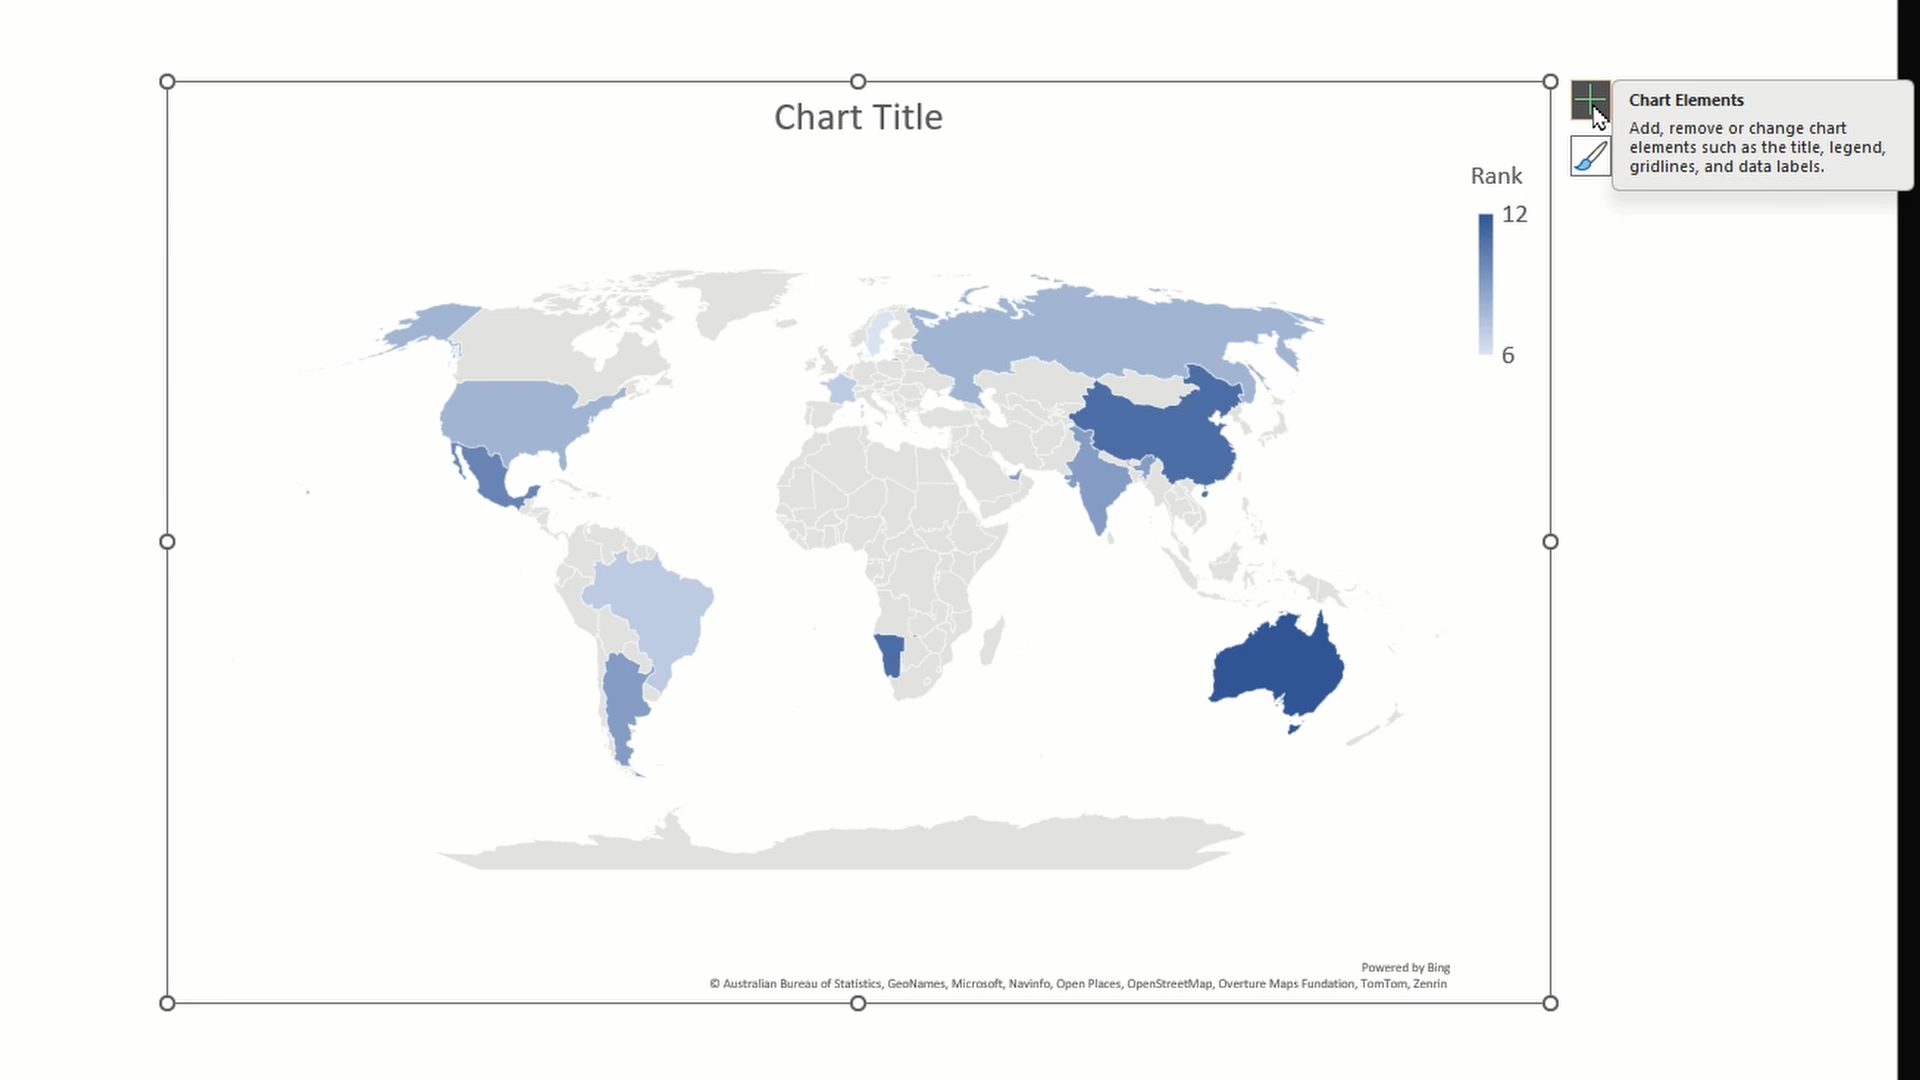 Chart Title
Chart Elements
Add, remove or change chart
elements such as the title, legend,
gridlines, and data labels.
Rank
12
6
Powered by Bing
© Australian Bureau of Statistics, GeoNames, Microsoft, Navinfo, Open Places, OpenStreetMap, Overture Maps Fundation, TomTom, Zenrin